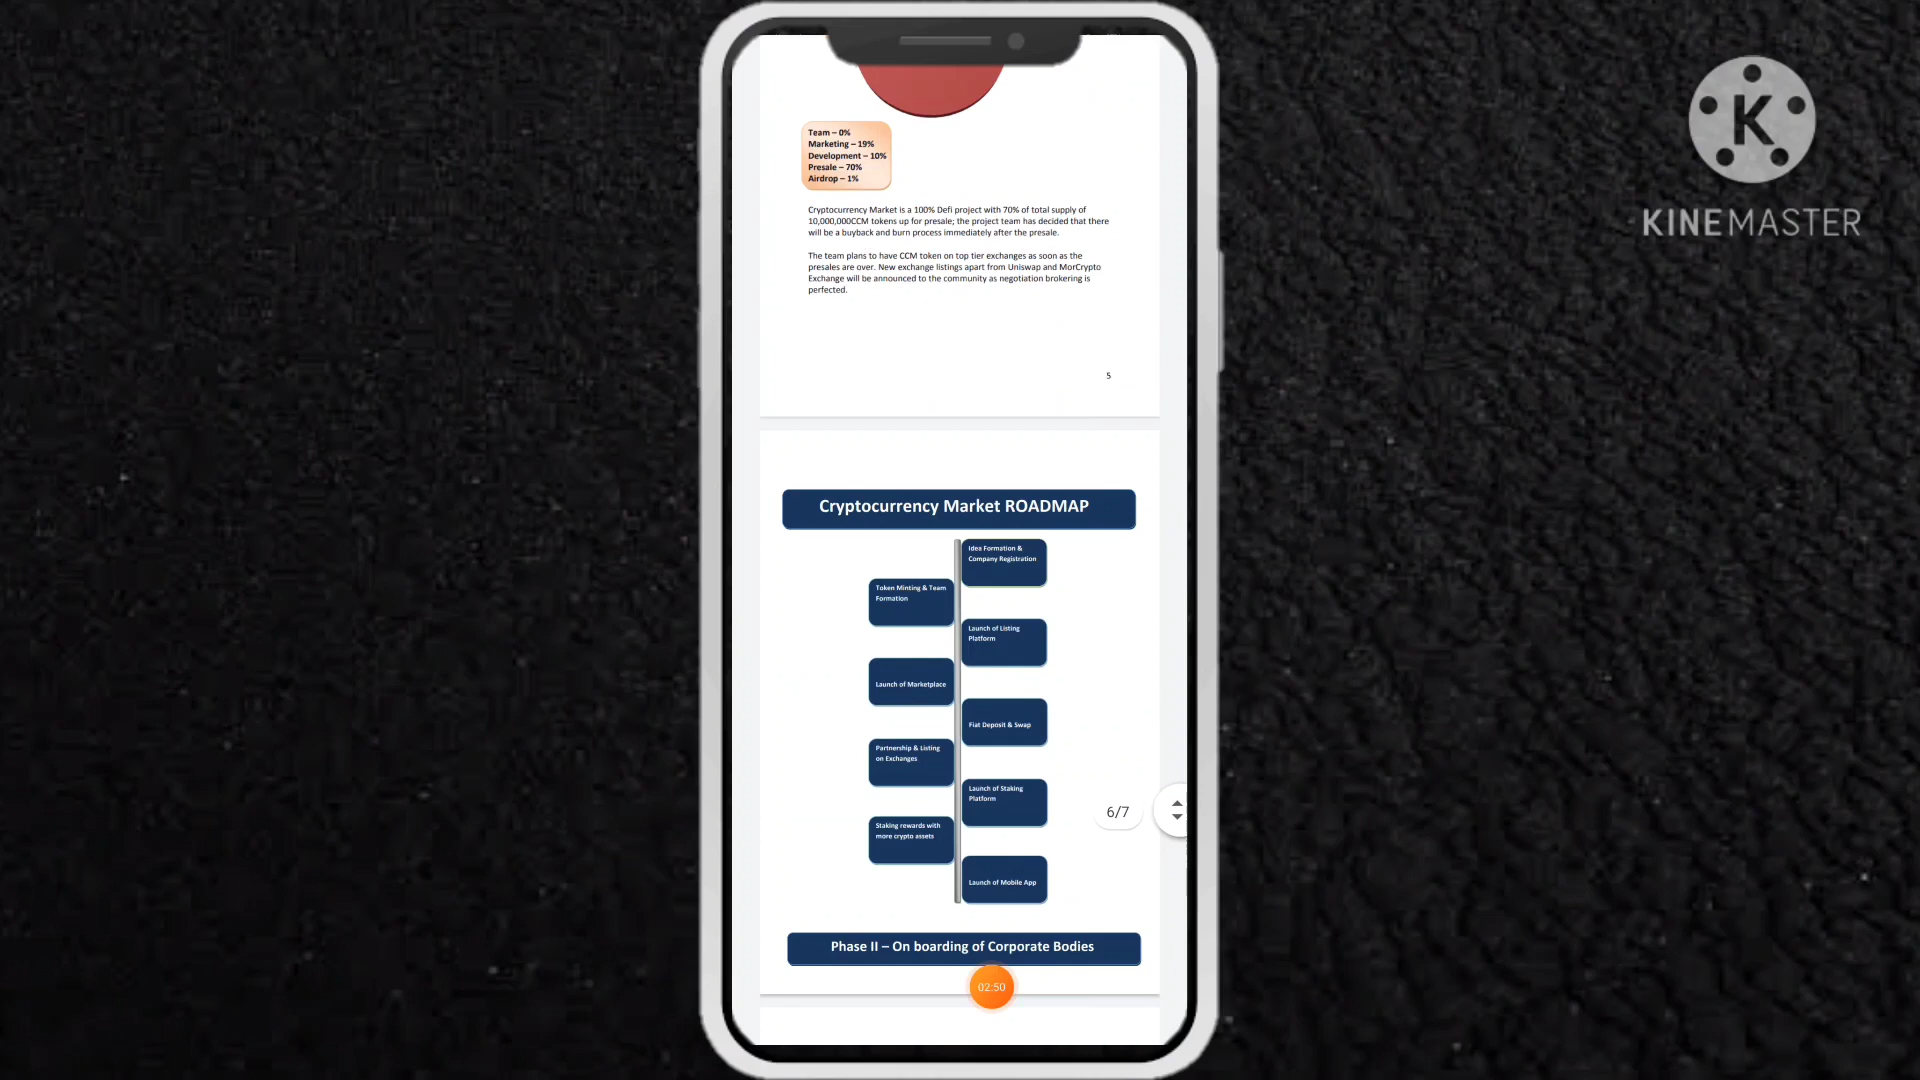 Team – 0%
Marketing – 19%
Development – 10%
Presale – 70%
Airdrop – 1%
Cryptocurrency Market is a 100% Defi project with 70% of total supply of
10,000,000CCM tokens up for presale; the project team has decided that there
will be a buyback and burn process immediately after the presale.
The team plans to have CCM token on top tier exchanges as soon as the
presales are over. New exchange listings apart from Uniswap and MorCrypto
Exchange will be announced to the community as negotiation brokering is
perfected.
5
Cryptocurrency Market ROADMAP
Idea Formation &
Company Registration
Token Minting & Team
Formation
Launch of Listing
Platform
Launch of Marketplace
Fiat Deposit & Swap
Partnership & Listing
on Exchanges
Launch of Staking
Platform
6/7
Staking rewards with
more crypto assets
Launch of Mobile App
Phase II – On boarding of Corporate Bodies
02:50
K
KINEMASTER